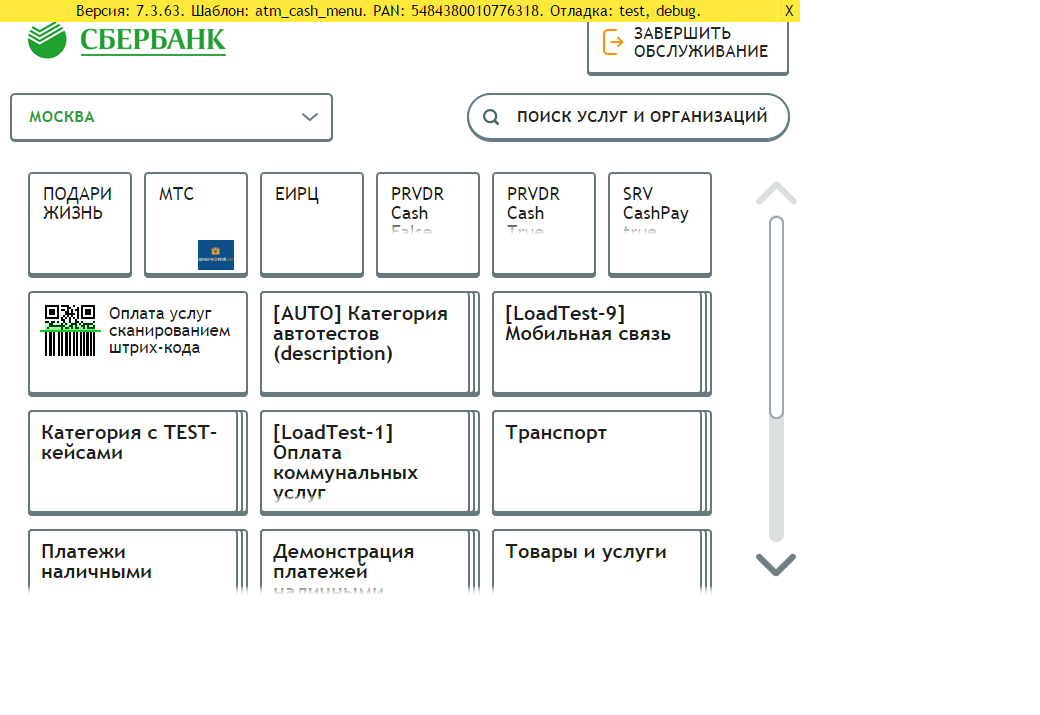 Версия: 7.3.63. Шаблон: atm_cash_menu. PAN: 5484380010776318. Отладка: test, debug.
X
СБЕРБАНК
ЗАВЕРШИТЬ
ОБСЛУЖИВАНИЕ
МОСКВА
ПОИСК УСЛУГ И ОРГАНИЗАЦИЙ
ПОДАРИ
ЖИЗНЬ
МТС
ЕИРЦ
PRVDR
Cash
False
PRVDR
Cash
True
SRV
CashPay
true
Оплата услуг
сканированием
штрих-кода
[AUTO] Категория
автотестов
(description)
[LoadTest-9]
Мобильная связь
Категория с TEST-
кейсами
[LoadTest-1]
Оплата
коммунальных
услуг
Транспорт
Платежи
наличными
Демонстрация
платежей
наличными
Товары и услуги